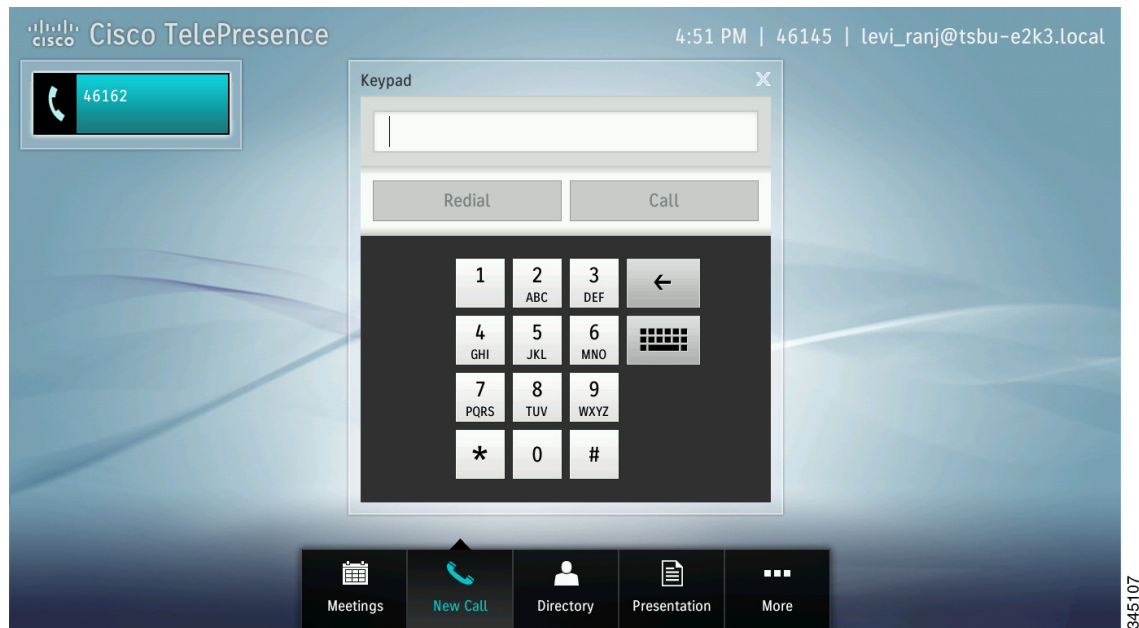 cisco Cisco TelePresence
4:51 PM | 46145 | levi_ranj@tsbu-e2k3.local
46162
Keypad
X
Redial
Call
1
2
ABC
3
DEF
4
GHI
5
JKL
6
MNO
7
PQRS
8
TUV
9
WXYZ
*
0
#
Meetings
New Call
Directory
Presentation
More
345107